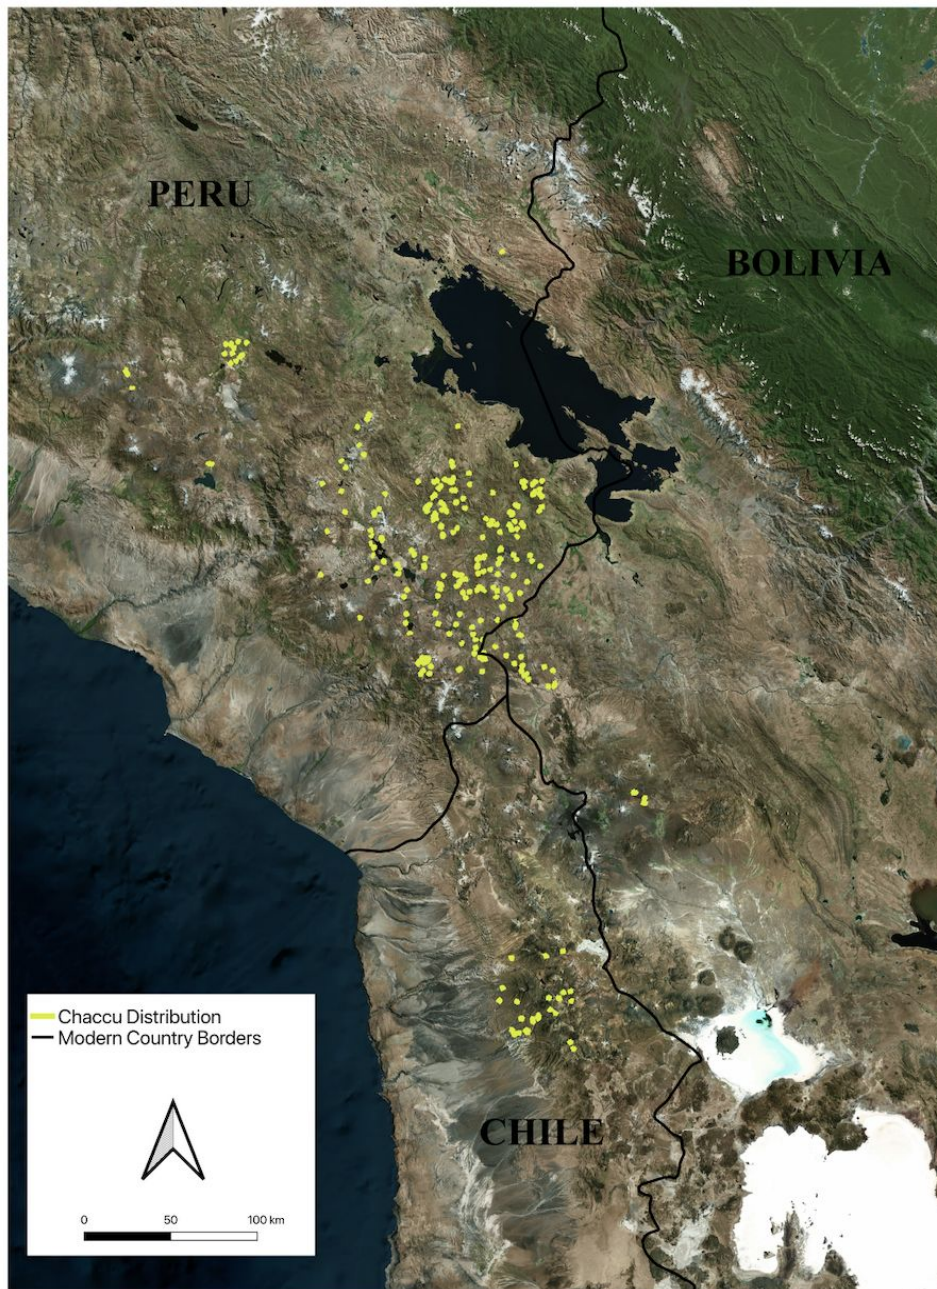 PERU
BOLIVIA
CHILE
Chaccu Distribution
Modern Country Borders
0 50 100 km